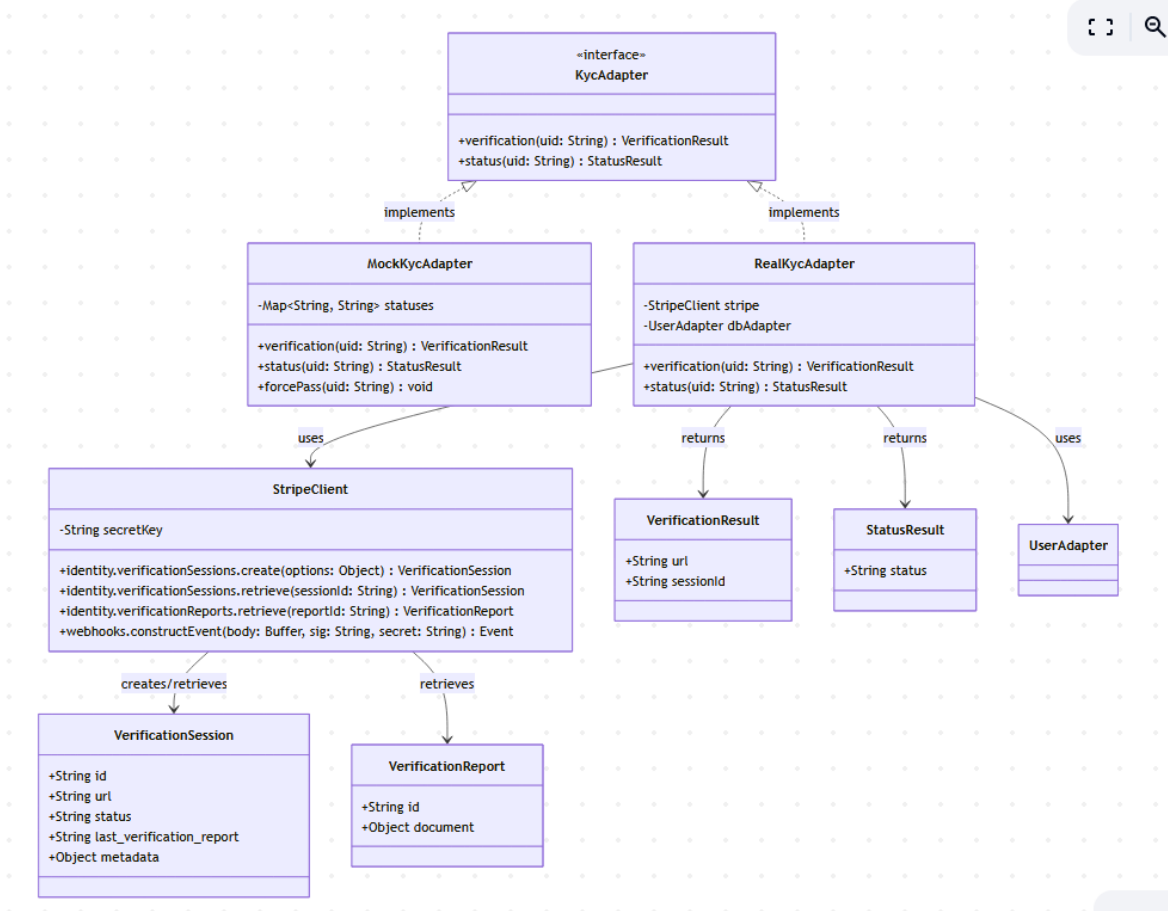 «interface»
KycAdapter
+verification(uid: String) : VerificationResult
+status(uid: String) : StatusResult
implements
implements
MockKycAdapter
-Map<String, String> statuses
+verification(uid: String) : VerificationResult
+status(uid: String) : StatusResult
+forcePass(uid: String) : void
RealKycAdapter
-StripeClient stripe
-UserAdapter dbAdapter
+verification(uid: String) : VerificationResult
+status(uid: String) : StatusResult
uses
returns
returns
uses
StripeClient
-String secretKey
+identity.verificationSessions.create(options: Object) : VerificationSession
+identity.verificationSessions.retrieve(sessionId: String) : VerificationSession
+identity.verificationReports.retrieve(reportId: String) : VerificationReport
+webhooks.constructEvent(body: Buffer, sig: String, secret: String) : Event
VerificationResult
+String url
+String sessionId
StatusResult
+String status
UserAdapter
creates/retrieves
retrieves
VerificationSession
+String id
+String url
+String status
+String last_verification_report
+Object metadata
VerificationReport
+String id
+Object document